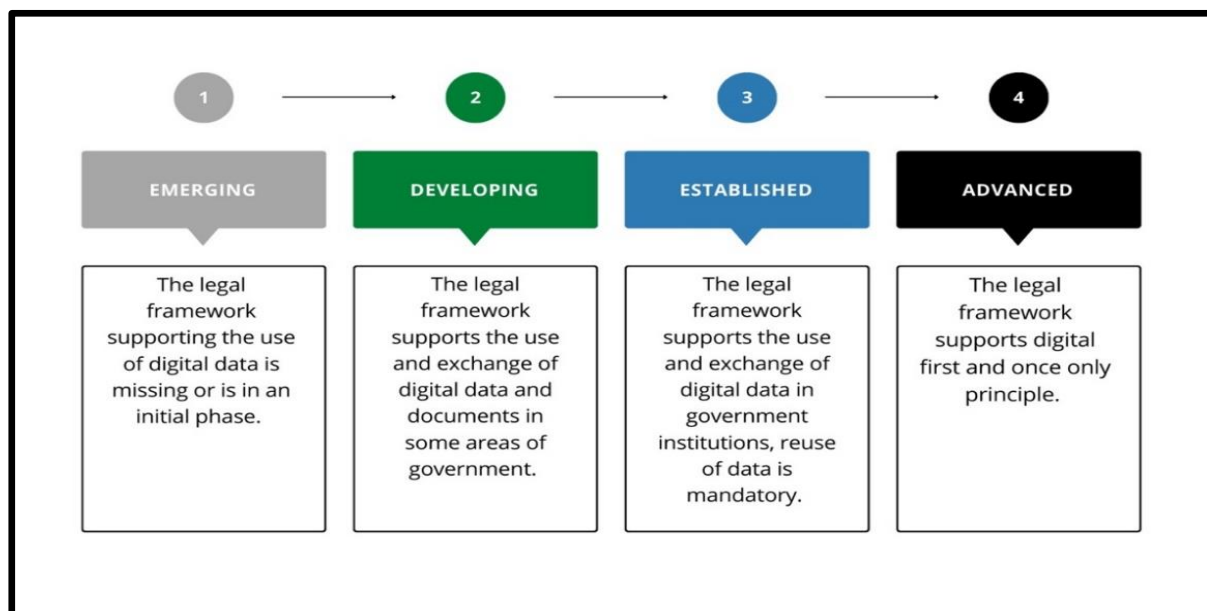 1
2
3
4
EMERGING
DEVELOPING
ESTABLISHED
ADVANCED
The legal
framework
supporting the use
of digital data is
missing or is in an
initial phase.
The legal
framework
supports the use
and exchange of
digital data and
documents in
some areas of
government.
The legal
framework
supports the use
and exchange of
digital data in
government
institutions, reuse
of data is
mandatory.
The legal
framework
supports digital
first and once only
principle.